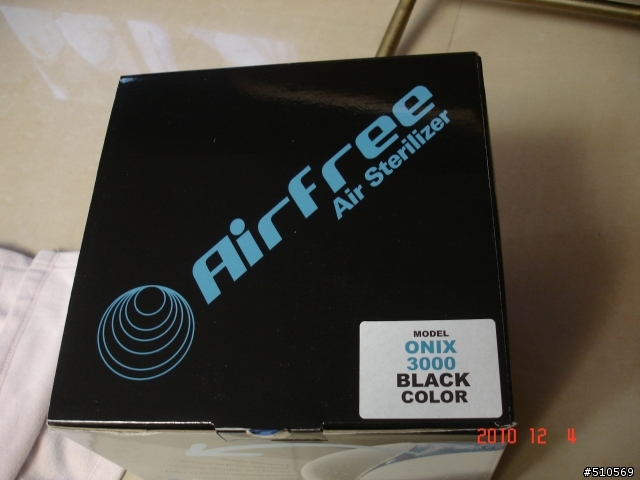 Airfree
Air Sterilizer
MODEL
ONIX
3000
BLACK
COLOR
2010 12 4
#510569